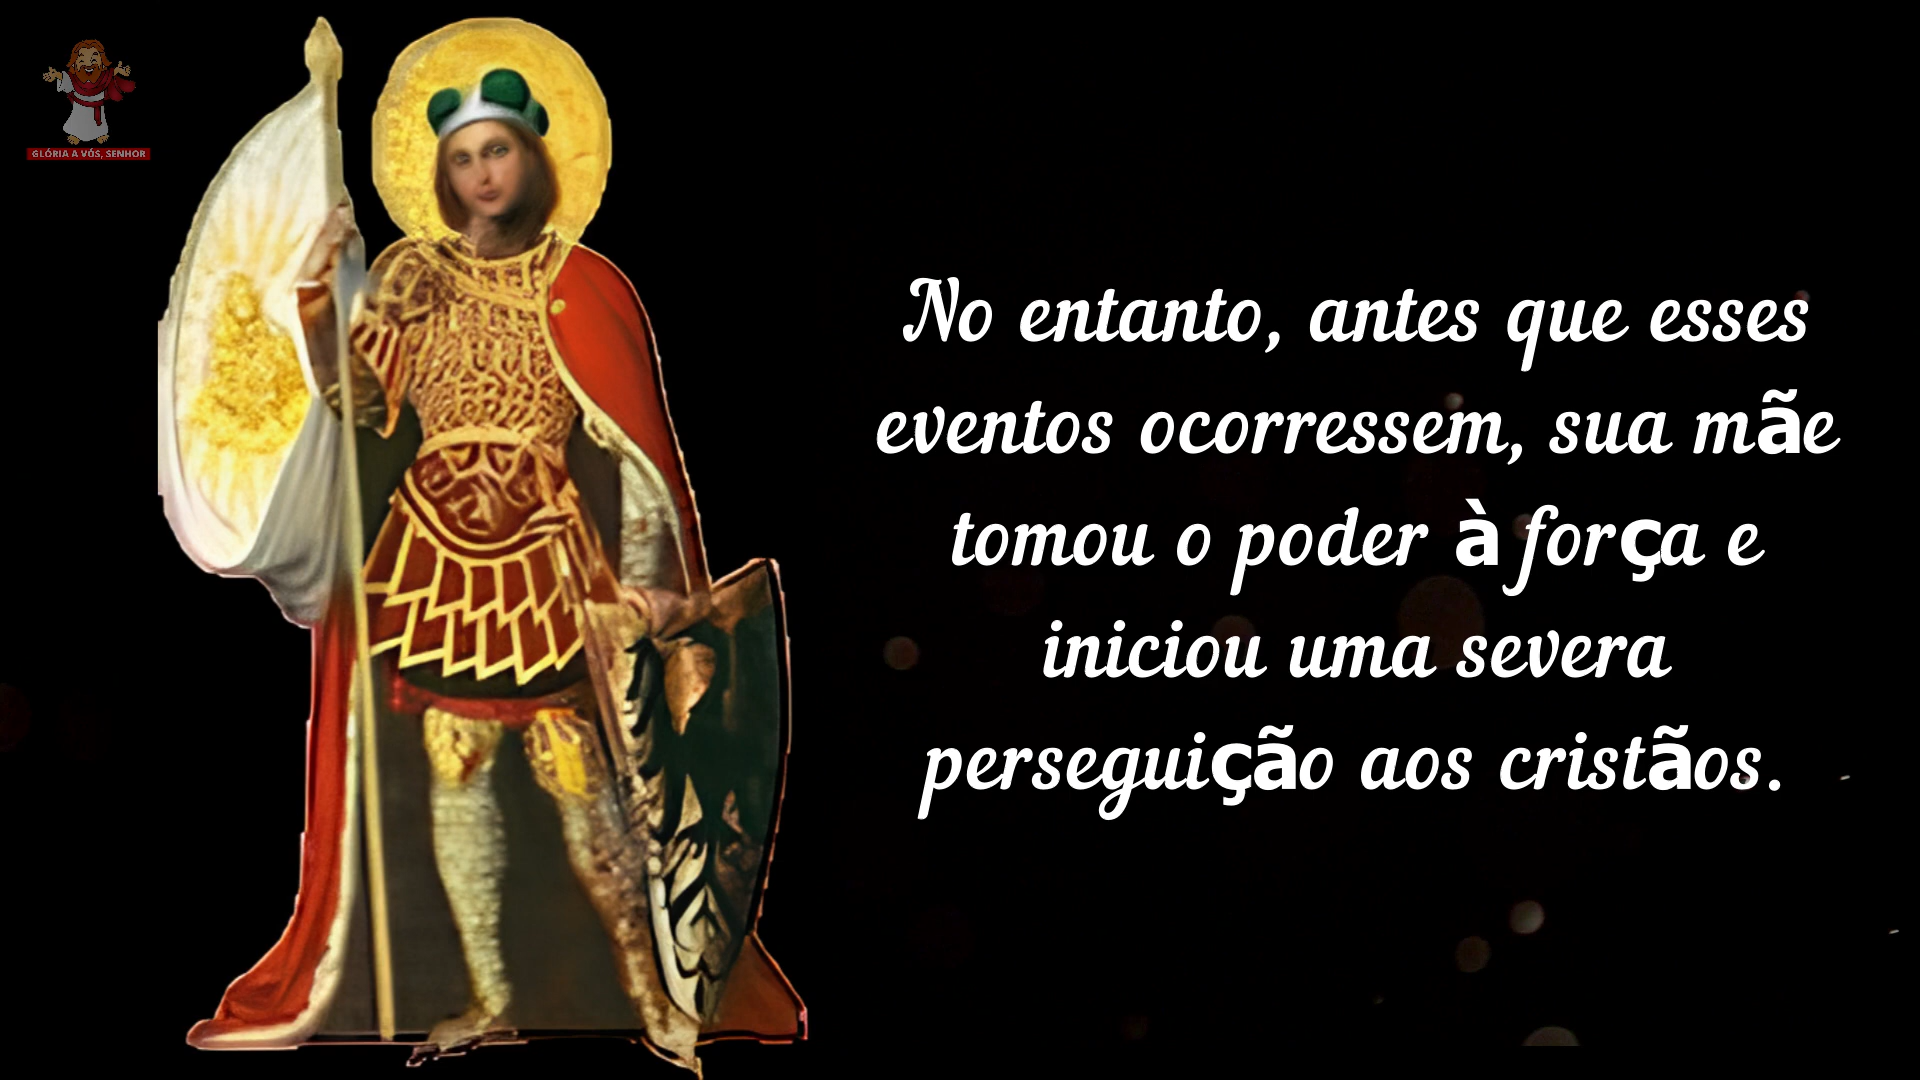 GLÓRIA A VÓS, SENHOR
No entanto, antes que esses
eventos ocorressem, sua mãe
tomou o poder à força e
iniciou uma severa
perseguição aos cristãos.